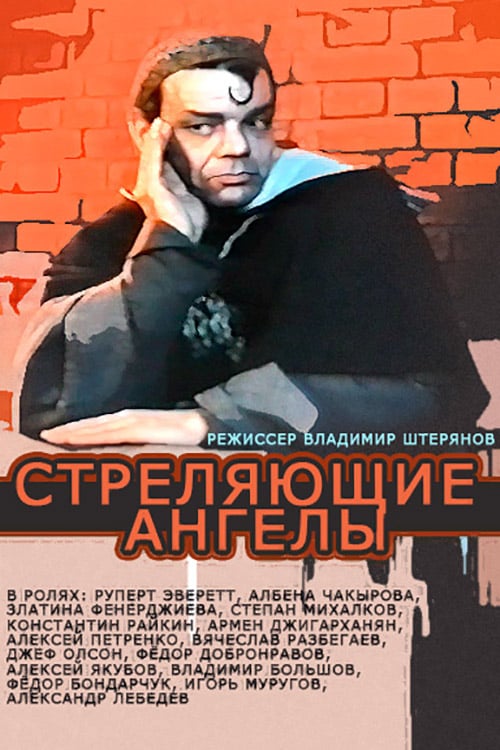 РЕЖИССЕР ВЛАДИМИР ШТЕРЯНОВ
СТРЕЛЯЮЩИЕ
АНГЕЛЫ
В РОЛЯХ: РУПЕРТ ЭВЕРЕТТ, АЛБЕНА ЧАКЫРОВА,
ЗЛАТИНА ФЕНЕРДЖИЕВА, СТЕПАН МИХАЛКОВ,
КОНСТАНТИН РАЙКИН, АРМЕН ДЖИГАРХАНЯН,
АЛЕКСЕЙ ПЕТРЕНКО, ВЯЧЕСЛАВ РАЗБЕГАЕВ,
ДЖЕФ ОЛСОН, ФЁДОР ДОБРОНРАВОВ,
АЛЕКСЕЙ ЯКУБОВ, ВЛАДИМИР БОЛЬШОВ,
ФЁДОР БОНДАРЧУК, ИГОРЬ МУРУГОВ,
АЛЕКСАНДР ЛЕБЕДЕВ